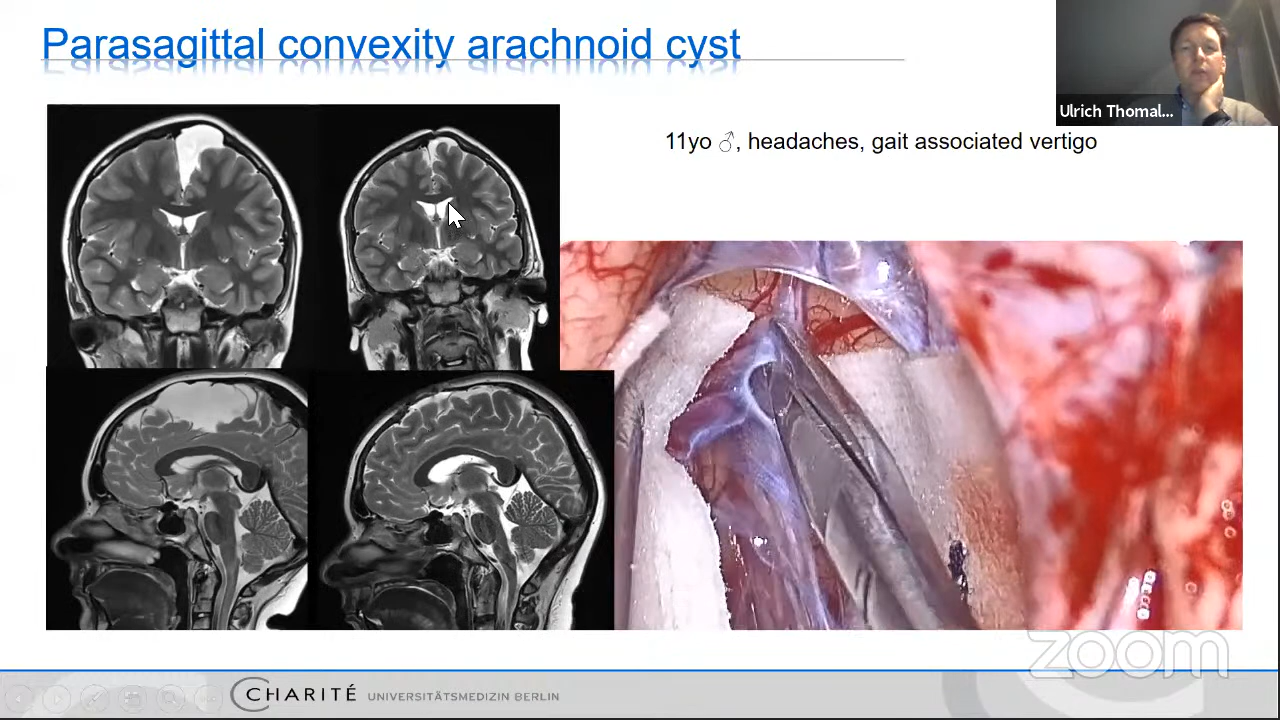 Parasagittal convexity arachnoid cyst
Ulrich Thomal...
11yo ♂, headaches, gait associated vertigo
zoom
CHARITÉ UNIVERSITÄTSMEDIZIN BERLIN